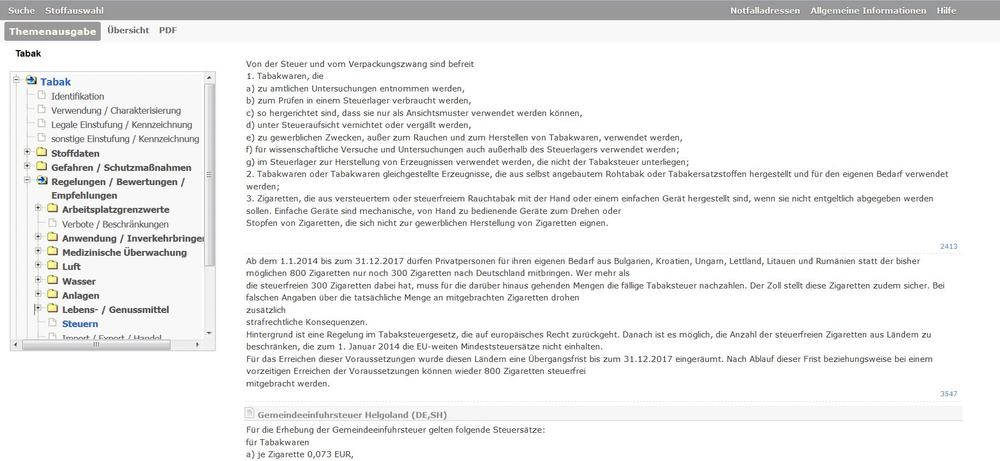 Suche Stoffauswahl Notfalladressen Allgemeine Informationen Hilfe
Themenausgabe Übersicht PDF
Tabak
Tabak
Identifikation
Verwendung / Charakterisierung
Legale Einstufung / Kennzeichnung
sonstige Einstufung / Kennzeichnung
Stoffdaten
Gefahren / Schutzmaßnahmen
Regelungen / Bewertungen /
Empfehlungen
Arbeitsplatzgrenzwerte
Verbote / Beschränkungen
Anwendung / Inverkehrbringen
Medizinische Überwachung
Luft
Wasser
Anlagen
Lebens- / Genussmittel
Steuern
Import / Export / Handel
Von der Steuer und vom Verpackungszwang sind befreit
1. Tabakwaren, die
a) zu amtlichen Untersuchungen entnommen werden,
b) zum Prüfen in einem Steuerlager verbraucht werden,
c) so hergerichtet sind, dass sie nur als Ansichtsmuster verwendet werden können,
d) unter Steueraufsicht vernichtet oder vergällt werden,
e) zu gewerblichen Zwecken, außer zum Rauchen und zum Herstellen von Tabakwaren, verwendet werden,
f) für wissenschaftliche Versuche und Untersuchungen auch außerhalb des Steuerlagers verwendet werden;
g) im Steuerlager zur Herstellung von Erzeugnissen verwendet werden, die nicht der Tabaksteuer unterliegen;
2. Tabakwaren oder Tabakwaren gleichgestellte Erzeugnisse, die aus selbst angebautem Rohtabak oder Tabakersatzstoffen hergestellt und für den eigenen Bedarf verwendet
werden;
3. Zigaretten, die aus versteuertem oder steuerfreiem Rauchtabak mit der Hand oder einem einfachen Gerät hergestellt sind, wenn sie nicht entgeltlich abgegeben werden
sollen. Einfache Geräte sind mechanische, von Hand zu bedienende Geräte zum Drehen oder
Stopfen von Zigaretten, die sich nicht zur gewerblichen Herstellung von Zigaretten eignen.
2413
Ab dem 1.1.2014 bis zum 31.12.2017 dürfen Privatpersonen für ihren eigenen Bedarf aus Bulgarien, Kroatien, Ungarn, Lettland, Litauen und Rumänien statt der bisher
möglichen 800 Zigaretten nur noch 300 Zigaretten nach Deutschland mitbringen. Wer mehr als
die steuerfreien 300 Zigaretten dabei hat, muss für die darüber hinaus gehenden Mengen die fällige Tabaksteuer nachzahlen. Der Zoll stellt diese Zigaretten zudem sicher. Bei
falschen Angaben über die tatsächliche Menge an mitgebrachten Zigaretten drohen
zusätzlich
strafrechtliche Konsequenzen.
Hintergrund ist eine Regelung im Tabaksteuergesetz, die auf europäisches Recht zurückgeht. Danach ist es möglich, die Anzahl der steuerfreien Zigaretten aus Ländern zu
beschränken, die zum 1. Januar 2014 die EU-weiten Mindeststeuersätze nicht einhalten.
Für das Erreichen dieser Voraussetzungen wurde diesen Ländern eine Übergangsfrist bis zum 31.12.2017 eingeräumt. Nach Ablauf dieser Frist beziehungsweise bei einem
vorzeitigen Erreichen der Voraussetzungen können wieder 800 Zigaretten steuerfrei
mitgebracht werden.
3547
Gemeindeeinfuhrsteuer Helgoland (DE,SH)
Für die Erhebung der Gemeindeeinfuhrsteuer gelten folgende Steuersätze:
für Tabakwaren
a) je Zigarette 0,073 EUR,